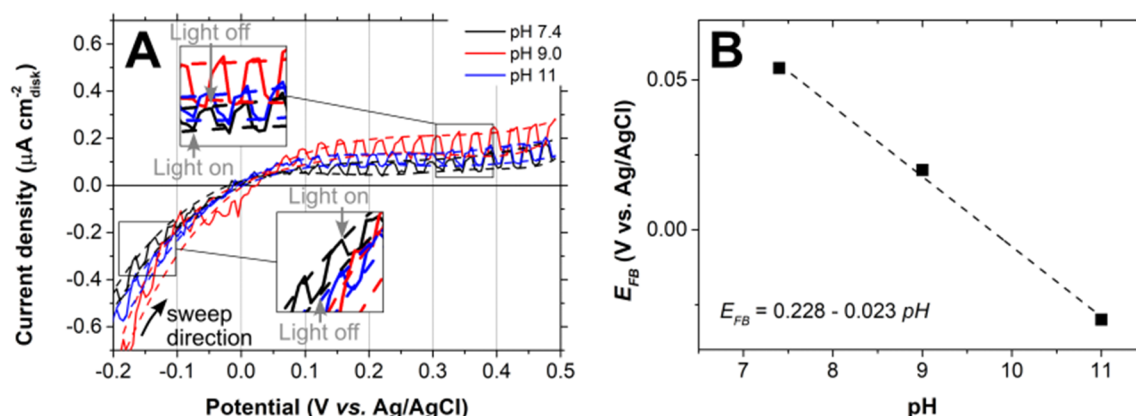 A
Light off
pH 7.4
pH 9.0
pH 11
Light on
Light on
Light off
sweep
direction
0.6
0.4
0.2
0.0
-0.2
-0.4
-0.6
-0.2
-0.1
0.0
0.1
0.2
0.3
0.4
0.5
Current density (µA cm⁻²disk)
Potential (V vs. Ag/AgCl)
B
0.05
0.00
7
8
9
10
11
EFB (V vs. Ag/AgCl)
EFB = 0.228 - 0.023 pH
pH